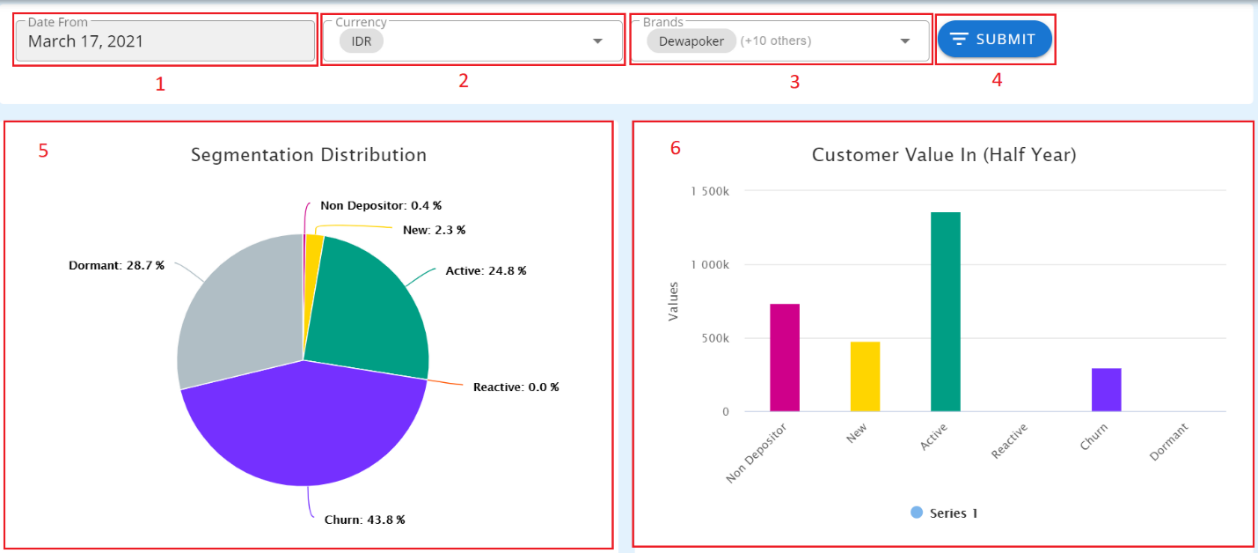 Date From
March 17, 2021
Currency
IDR
Brands
Dewapoker (+10 others)
SUBMIT
1
2
3
4
5
Segmentation Distribution
Non Depositor: 0.4 %
New: 2.3 %
Dormant: 28.7 %
Active: 24.8 %
Reactive: 0.0 %
Churn: 43.8 %
6
Customer Value In (Half Year)
1 500k
1 000k
500k
0
Values
Non Depositor
New
Active
Reactive
Churn
Dormant
Series 1